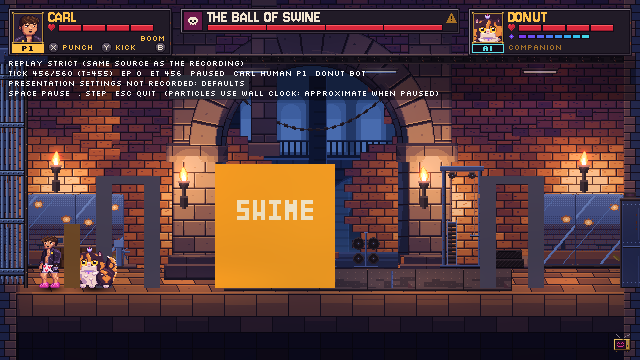 CARL
P1
X PUNCH Y KICK
BOOM
B
THE BALL OF SWINE
DONUT
AI
COMPANION
REPLAY STRICT (SAME SOURCE AS THE RECORDING)
TICK 456/560 (T=455) EP 0 ET 456 PAUSED CARL HUMAN P1 DONUT BOT
PRESENTATION SETTINGS NOT RECORDED: DEFAULTS
SPACE PAUSE . STEP ESC QUIT (PARTICLES USE WALL CLOCK: APPROXIMATE WHEN PAUSED)
SWINE